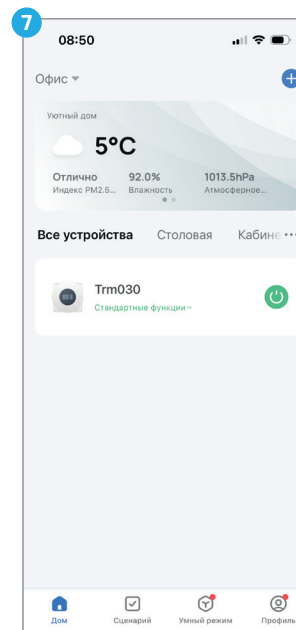 7
08:50
Офис
Уютный дом
5°C
Отлично 92.0% 1013.5hPa
Индекс PM2.5... Влажность Атмосферное...
Все устройства Столовая Кабине ...
Trm030
Стандартные функции
Дом Сценарий Умный режим Профиль